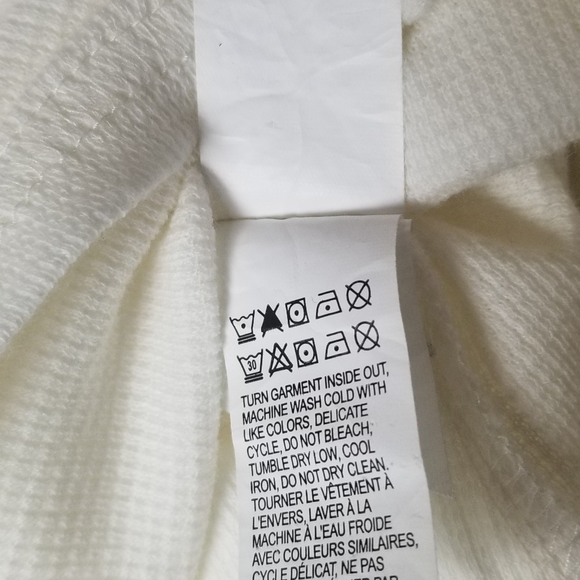 30
TURN GARMENT INSIDE OUT,
MACHINE WASH COLD WITH
LIKE COLORS, DELICATE
CYCLE, DO NOT BLEACH,
TUMBLE DRY LOW, COOL
IRON, DO NOT DRY CLEAN.
TOURNER LE VÊTEMENT À
L'ENVERS, LAVER À LA
MACHINE À L'EAU FROIDE
AVEC COULEURS SIMILAIRES,
CYCLE DÉLICAT, NE PAS
PAR